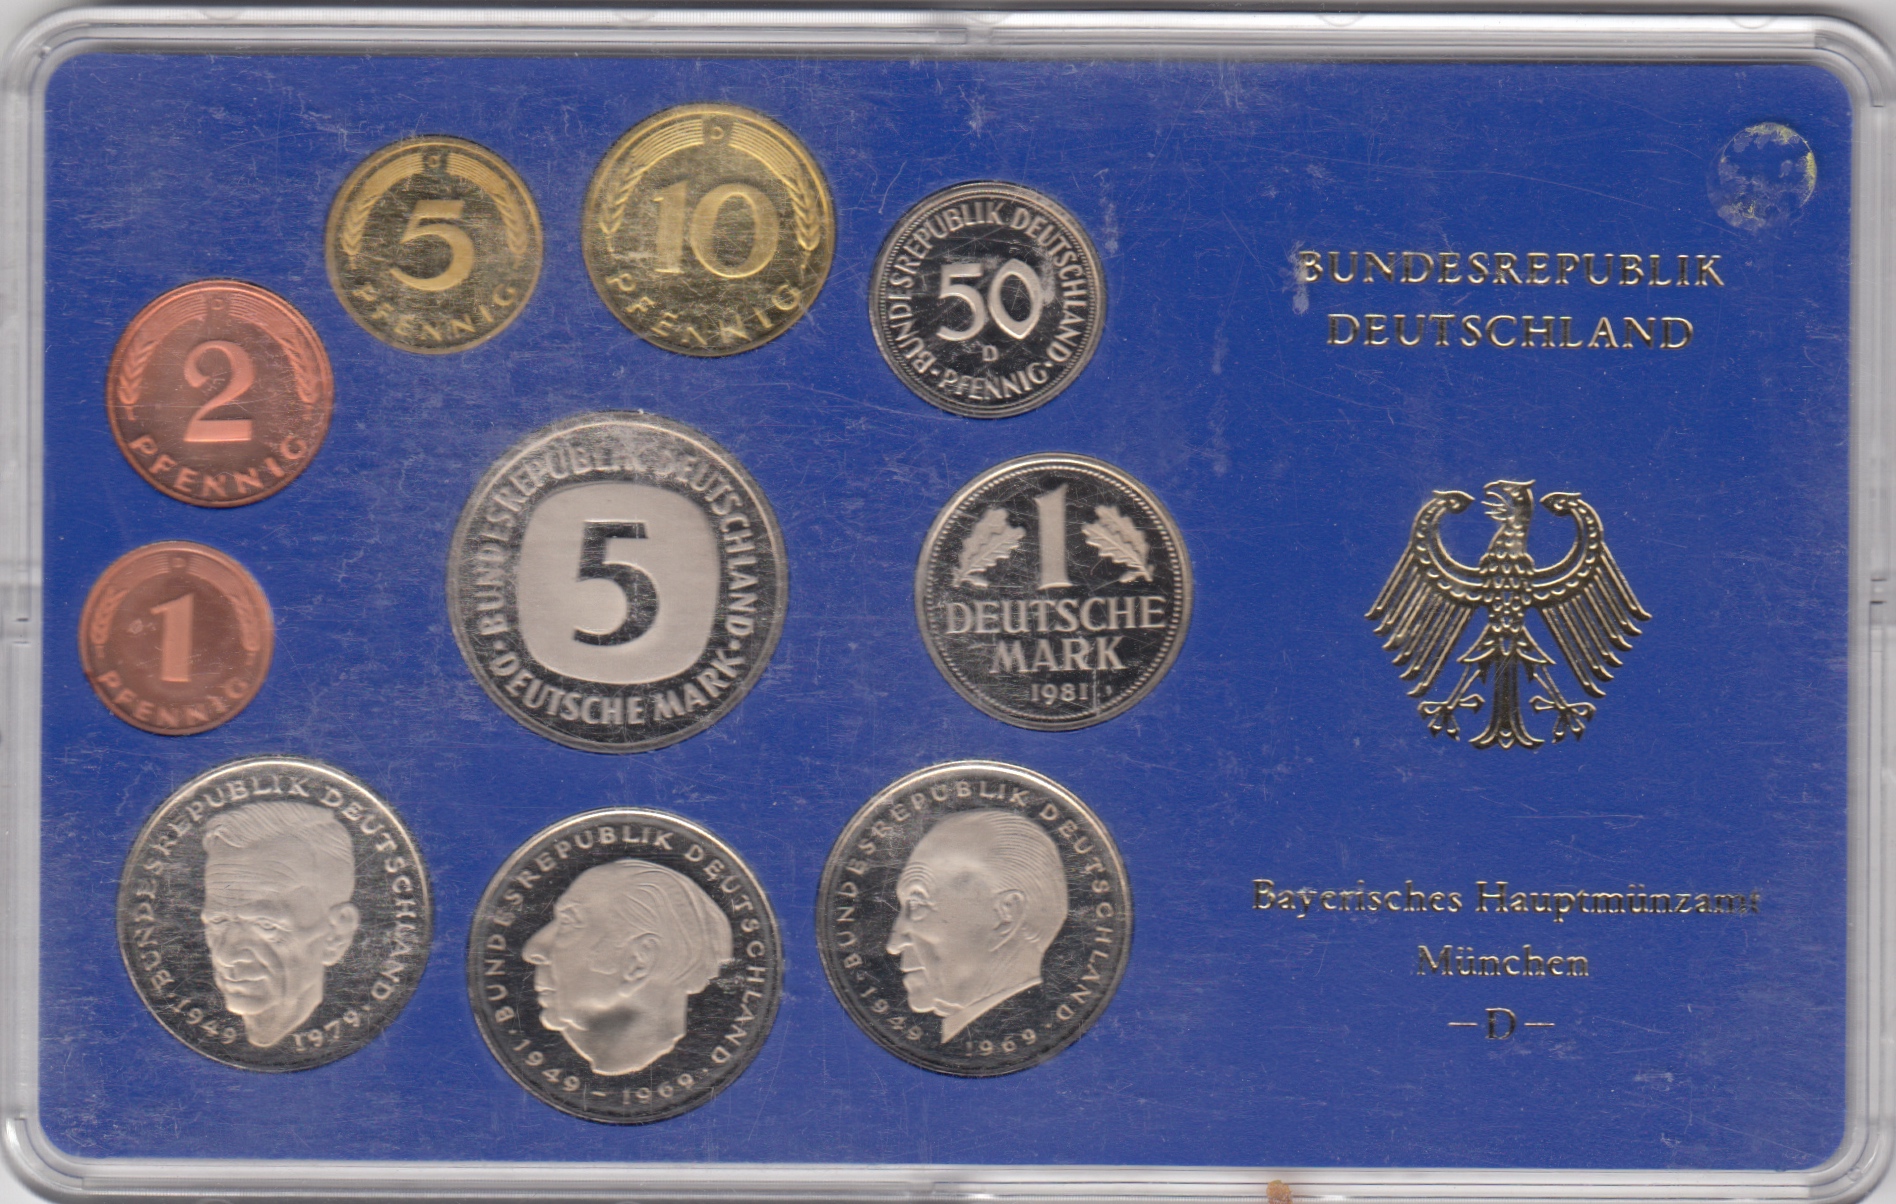 D
5
PFENNIG
D
10
PFENNIG
BUNDESREPUBLIK DEUTSCHLAND
50
D
·PFENNIG·
D
2
PFENNIG
D
1
PFENNIG
BUNDESREPUBLIK DEUTSCHLAND
5
·DEUTSCHE MARK·
1
DEUTSCHE
MARK
1981
BUNDESREPUBLIK DEUTSCHLAND
1949 1979
BUNDESREPUBLIK DEUTSCHLAND
1949–1969
BUNDESREPUBLIK DEUTSCHLAND
1949 1969
BUNDESREPUBLIK
DEUTSCHLAND
Bayerisches Hauptmünzamt
München
–D–